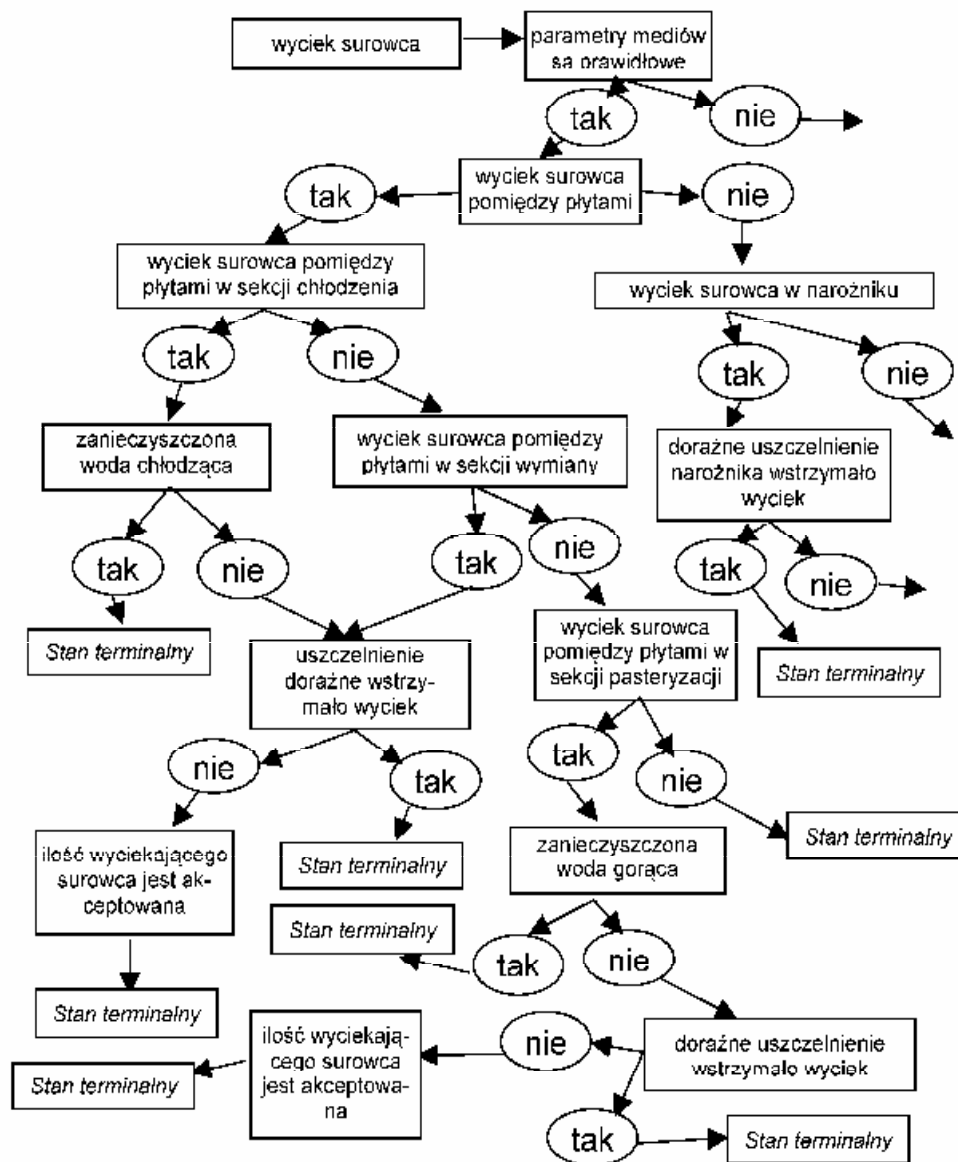 wyciek surowca
parametry mediów
sa orawidłowe
tak
nie
wyciek surowca
pomiędzy płytami
tak
nie
wyciek surowca pomiędzy
płytami w sekcji chłodzenia
wyciek surowca w narożniku
tak
nie
tak
nie
zanieczyszczona
woda chłodząca
wyciek surowca pomiędzy
płytami w sekcji wymiany
doraźne uszczelnienie
narożnika wstrzymało
wyciek
tak
nie
tak
nie
tak
nie
Stan terminalny
uszczelnienie
doraźne wstrzy-
mało wyciek
wyciek surowca
pomiędzy płytami w
sekcji pasteryzacji
Stan terminalny
nie
tak
tak
nie
ilość wyciekającego
surowca jest ak-
ceptowana
Stan terminalny
zanieczyszczona
woda gorąca
Stan terminalny
Stan terminalny
tak
nie
Stan terminalny
ilość wyciekają-
cego surowca
jest akceptowa-
na
nie
doraźne uszczelnienie
wstrzymało wyciek
Stan terminalny
tak
Stan terminalny